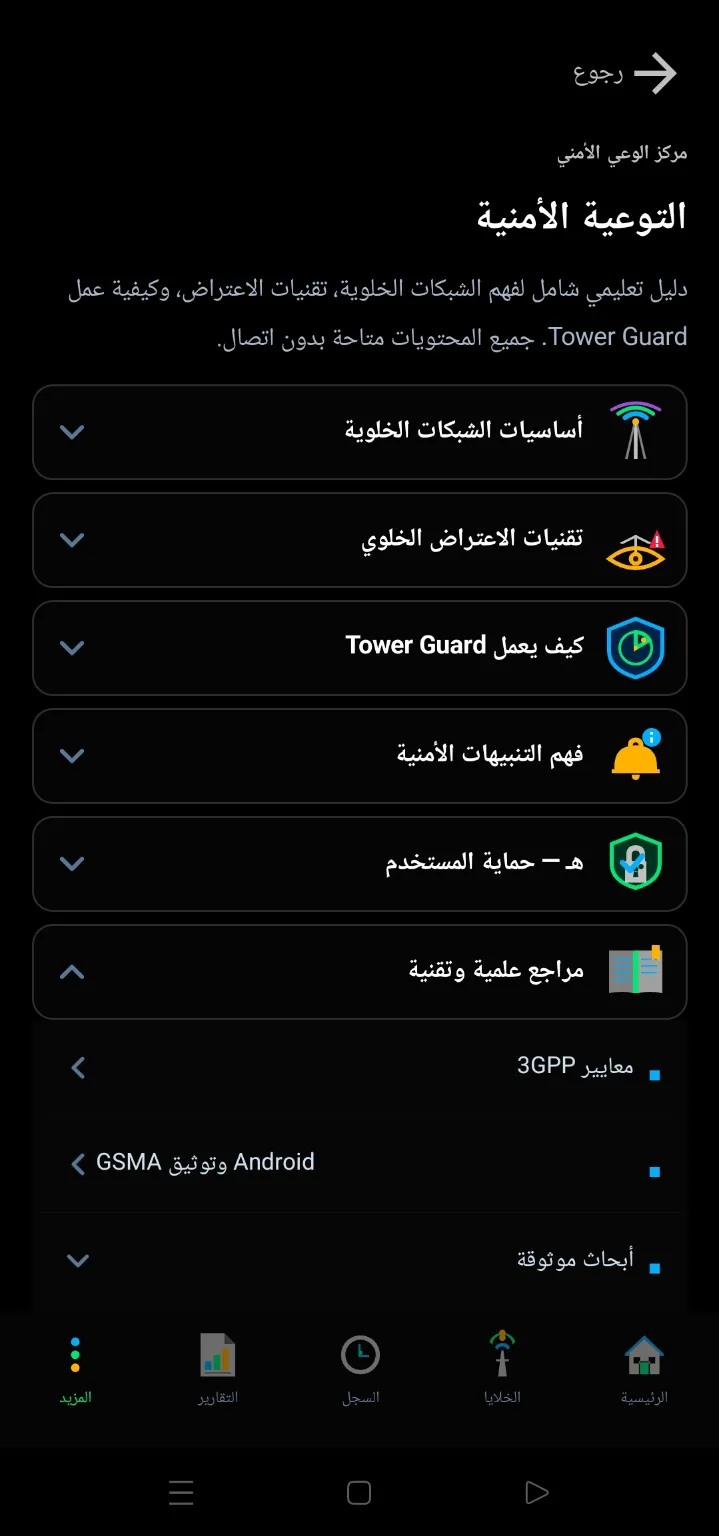 رجوع
مركز الوعي الأمني
التوعية الأمنية
دليل تعليمي شامل لفهم الشبكات الخلوية، تقنيات الاعتراض، وكيفية عمل
Tower Guard. جميع المحتويات متاحة بدون اتصال.
أساسيات الشبكات الخلوية
تقنيات الاعتراض الخلوي
كيف يعمل Tower Guard
فهم التنبيهات الأمنية
هـ – حماية المستخدم
مراجع علمية وتقنية
معايير 3GPP
Android وتوثيق GSMA
أبحاث موثوقة
الرئيسية
الخلايا
السجل
التقارير
المزيد